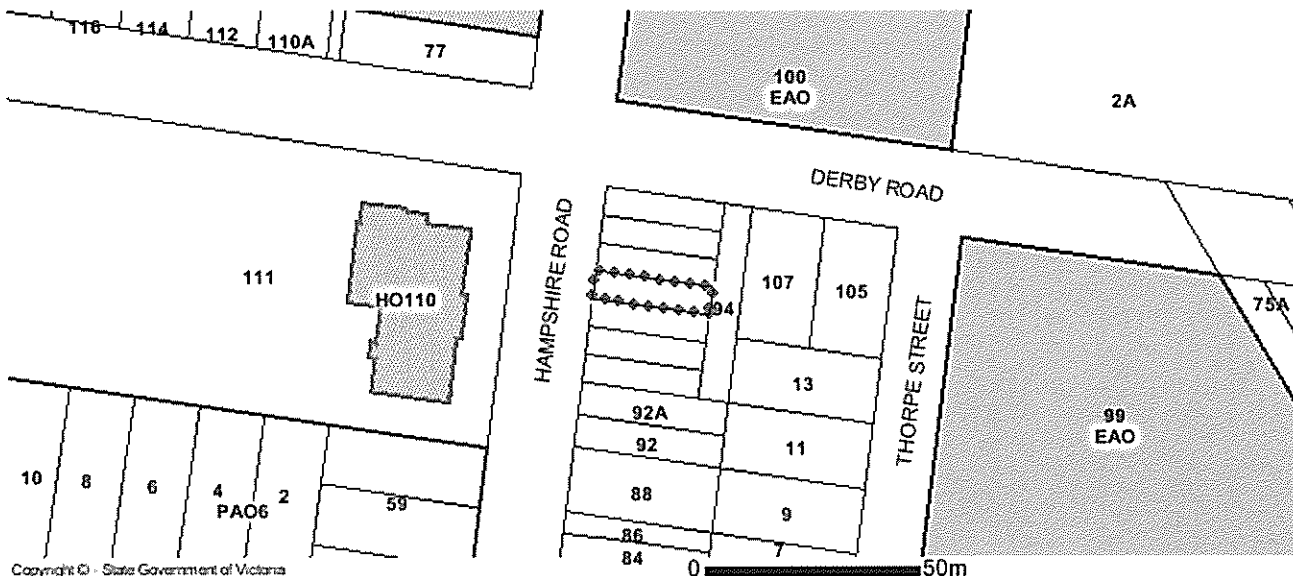 116
114
112
110A
77
100
EAO
2A
DERBY ROAD
HAMPSHIRE ROAD
111
HO110
107
105
94
75A
THORPE STREET
13
99
EAO
92A
92
11
10
8
6
4
2
PAO6
59
88
9
86
84
7
Copyright © - State Government of Victoria
0 50m